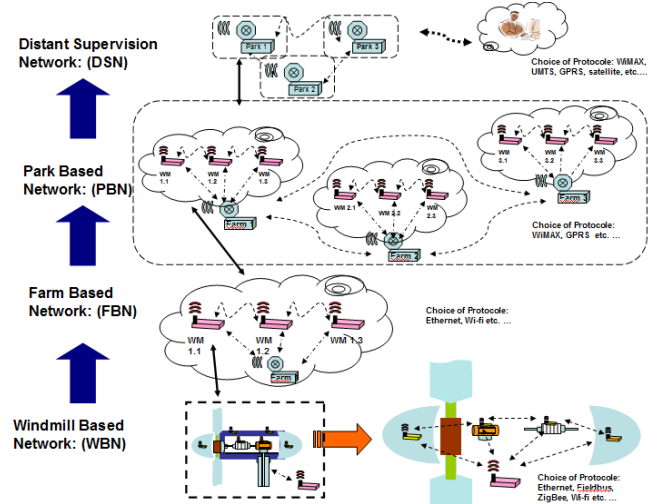 Distant Supervision
Network: (DSN)
Park 1
Park 3
Park 2
Choice of Protocole: WiMAX,
UMTS, GPRS, satellite, etc….
Park Based
Network: (PBN)
WM
1.1
WM
1.2
WM
1.3
Farm 1
WM 2.1
WM 2.2
WM
2.3
Farm 2
WM
3.1
WM
3.2
WM
3.3
Farm 3
Choice of Protocole:
WiMAX, GPRS etc. …
Farm Based
Network: (FBN)
WM
1.1
WM
1.2
WM 1.3
Farm 1
Choice of Protocole:
Ethernet, Wi-fi etc. …
Windmill Based
Network: (WBN)
Choice of Protocole:
Ethernet, Fieldbus,
ZigBee, Wi-fi etc. …